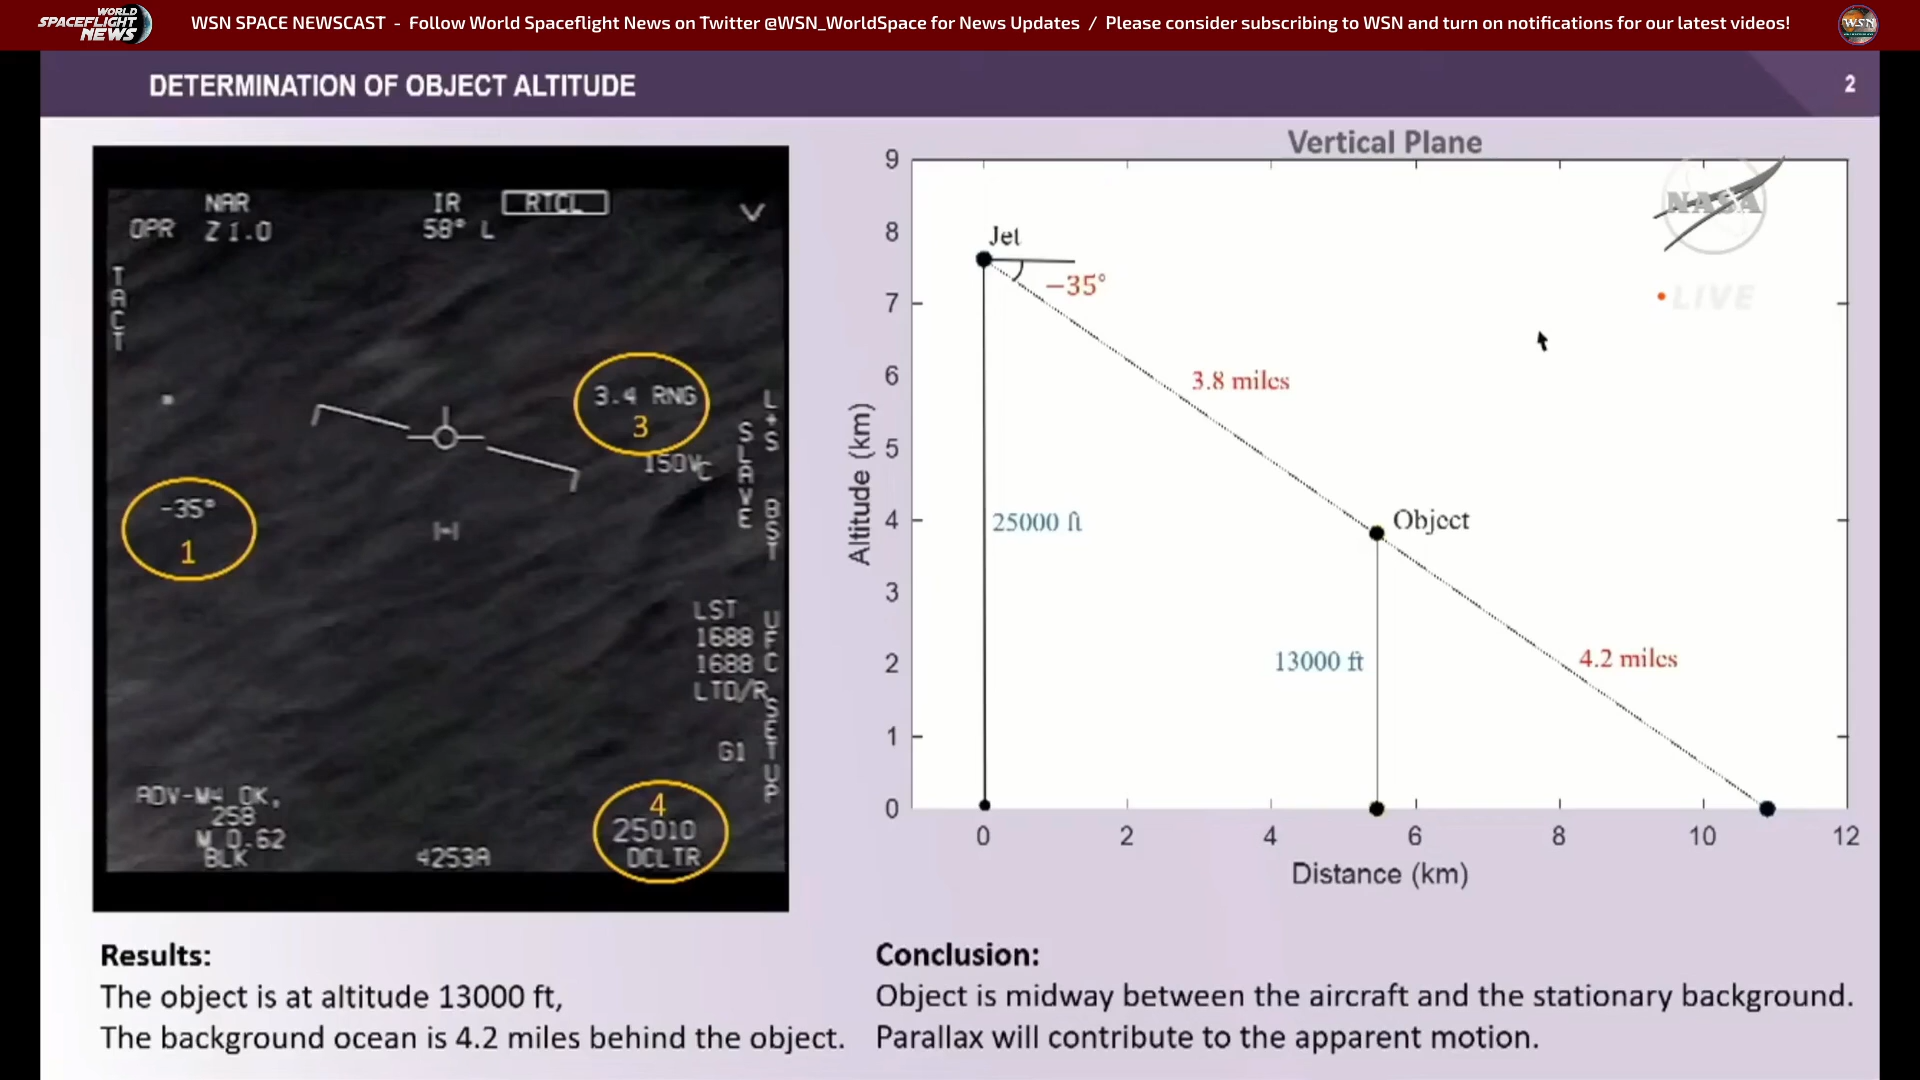 WORLD
SPACEFLIGHT
NEWS
WSN SPACE NEWSCAST - Follow World Spaceflight News on Twitter @WSN_WorldSpace for News Updates / Please consider subscribing to WSN and turn on notifications for our latest videos!
WSN
DETERMINATION OF OBJECT ALTITUDE
2
NAR
IR
RTCL
OPR
Z1.0
58° L
TACT
3.4 RNG
3
150Vc
L+S
SLAVE
BST
-35°
1
LST
1688
1688
LTD/R
UFC
SETUP
G1
ADV-M4 OK,
258
M 0.62
BLK
4253A
4
25010
DCLTR
Vertical Plane
NASA
LIVE
Altitude (km)
9
8
7
6
5
4
3
2
1
0
Jet
−35°
3.8 miles
25000 ft
Object
13000 ft
4.2 miles
0 2 4 6 8 10 12
Distance (km)
Results:
The object is at altitude 13000 ft,
The background ocean is 4.2 miles behind the object.
Conclusion:
Object is midway between the aircraft and the stationary background.
Parallax will contribute to the apparent motion.